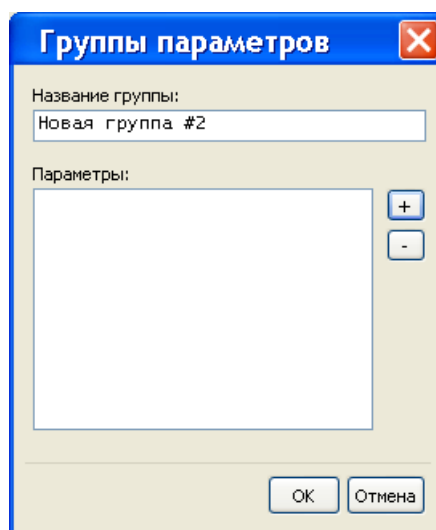 Группы параметров
Название группы:
Новая группа #2
Параметры:
+
-
OK
Отмена